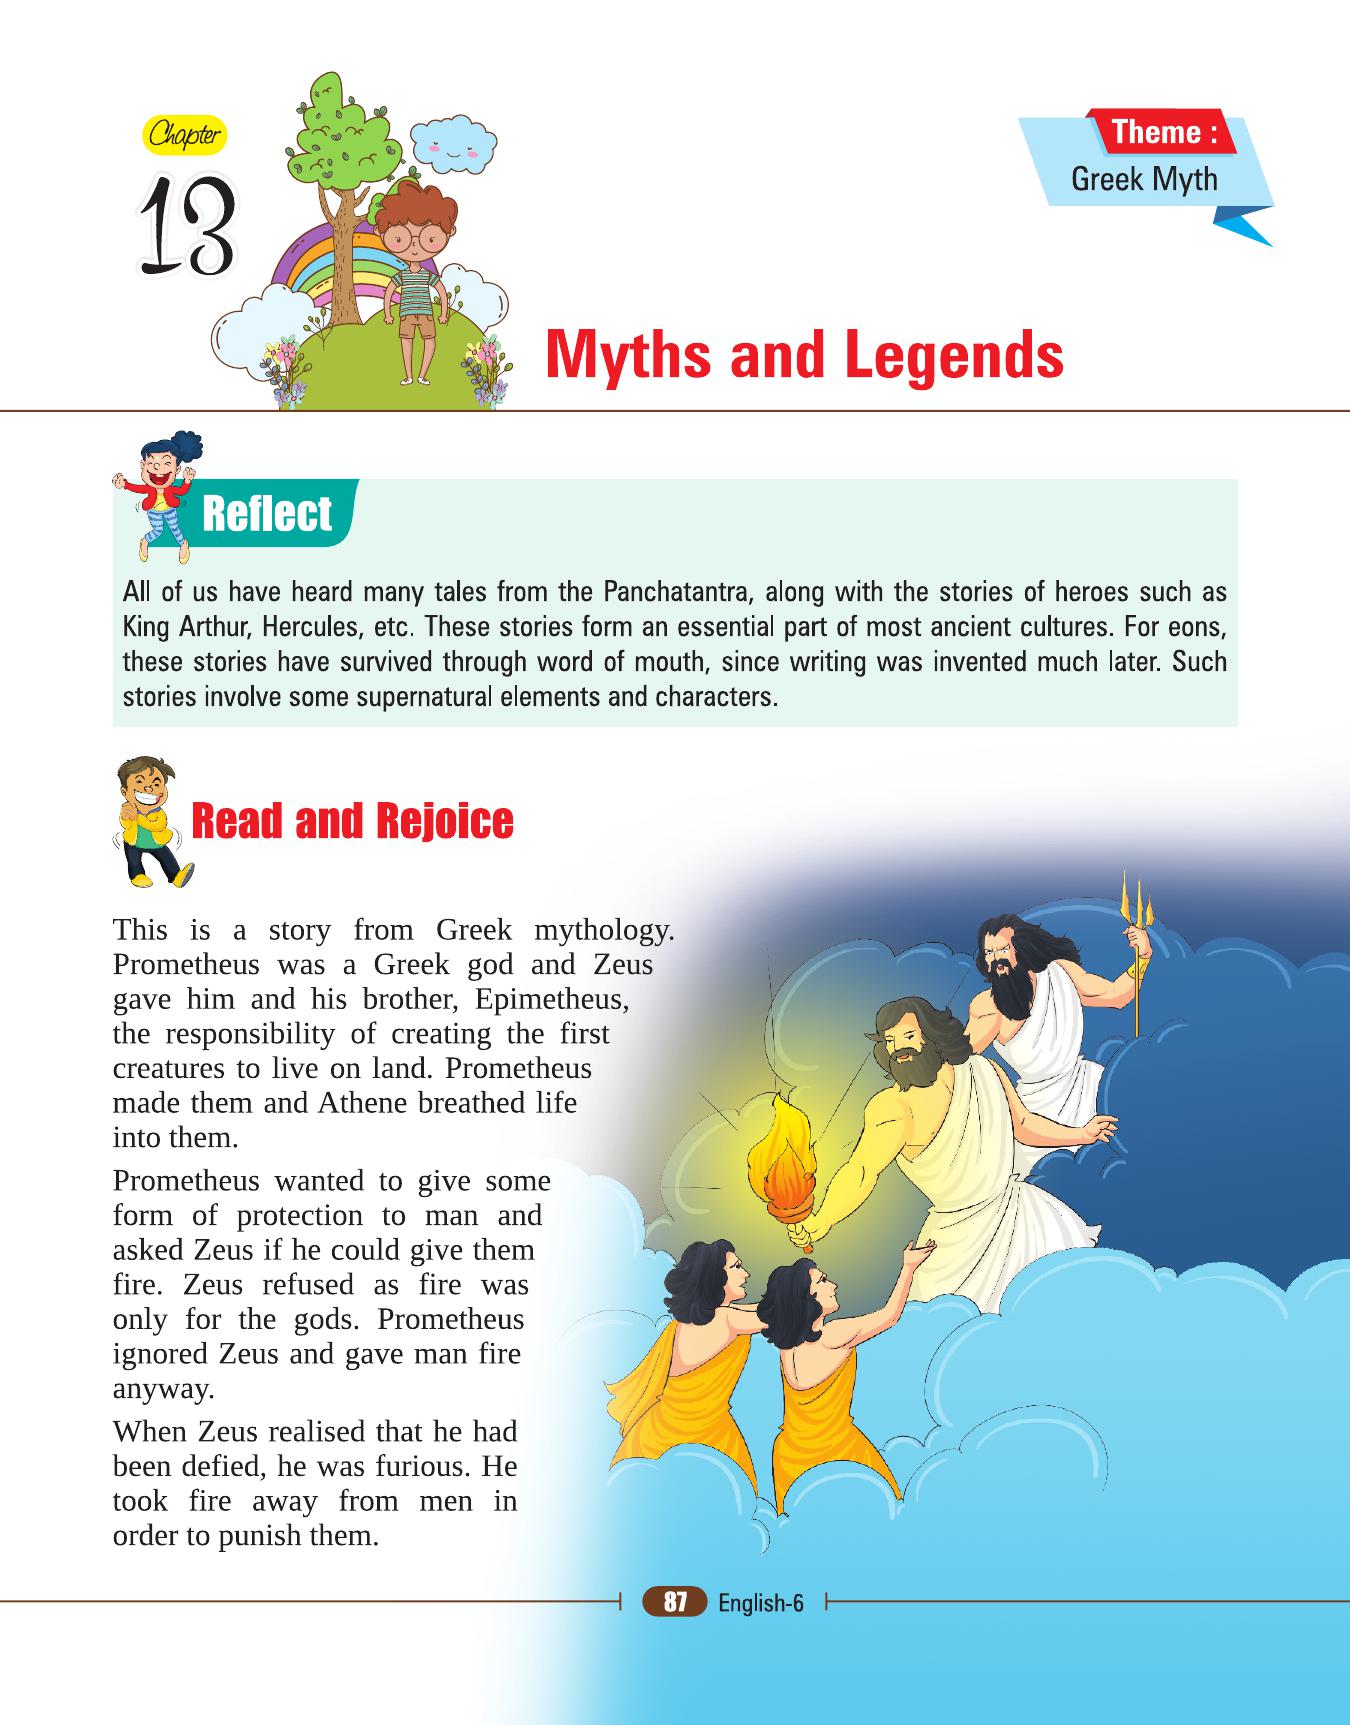 Chapter
13
Theme :
Greek Myth
Myths and Legends
Reflect
All of us have heard many tales from the Panchatantra, along with the stories of heroes such as
King Arthur, Hercules, etc. These stories form an essential part of most ancient cultures. For eons,
these stories have survived through word of mouth, since writing was invented much later. Such
stories involve some supernatural elements and characters.
Read and Rejoice
This is a story from Greek mythology.
Prometheus was a Greek god and Zeus
gave him and his brother, Epimetheus,
the responsibility of creating the first
creatures to live on land. Prometheus
made them and Athene breathed life
into them.
Prometheus wanted to give some
form of protection to man and
asked Zeus if he could give them
fire. Zeus refused as fire was
only for the gods. Prometheus
ignored Zeus and gave man fire
anyway.
When Zeus realised that he had
been defied, he was furious. He
took fire away from men in
order to punish them.
87 English-6